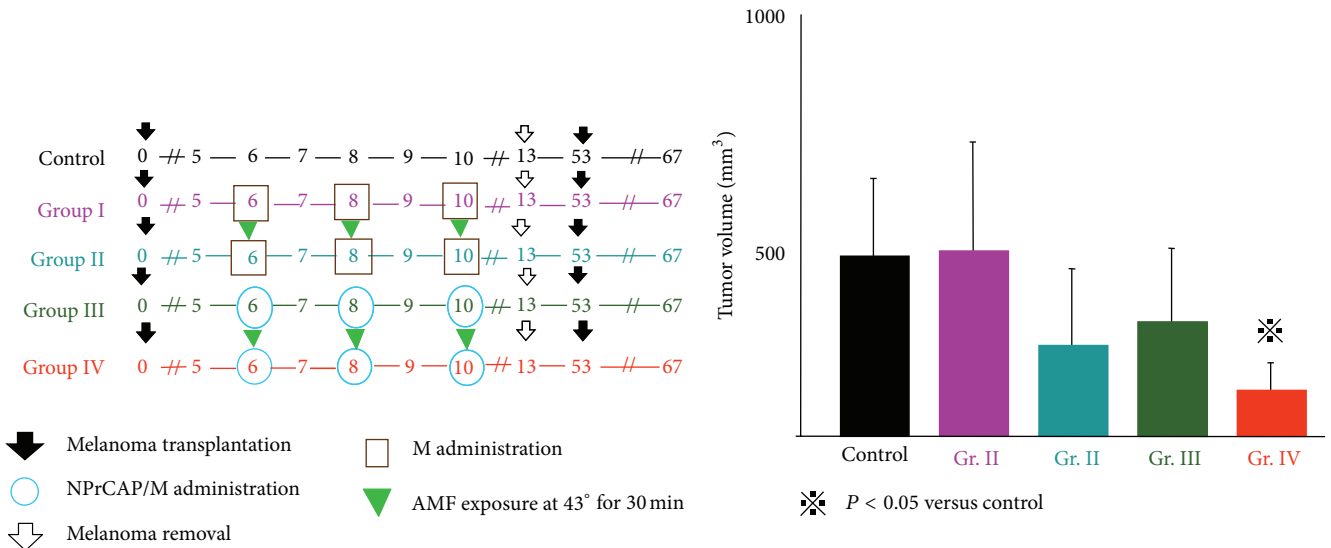 Control 0 5 6 7 8 9 10 13 53 67
Group I 0 5 6 7 8 9 10 13 53 67
Group II 0 5 6 7 8 9 10 13 53 67
Group III 0 5 6 7 8 9 10 13 53 67
Group IV 0 5 6 7 8 9 10 13 53 67
Melanoma transplantation
NPrCAP/M administration
Melanoma removal
M administration
AMF exposure at 43° for 30 min
1000
500
Tumor volume (mm³)
Control Gr. II Gr. II Gr. III Gr. IV
※
※ P < 0.05 versus control